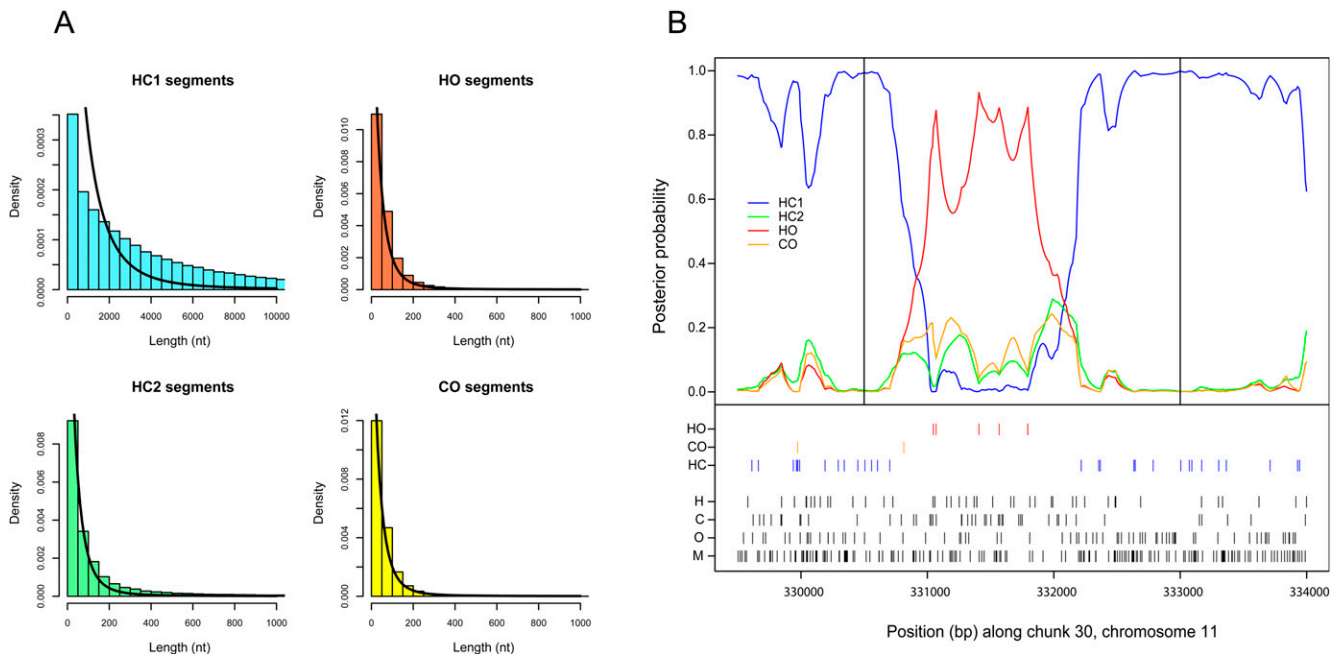 A
B
HC1 segments
Density
0.0000 0.0001 0.0002 0.0003
0 2000 4000 6000 8000 10000
Length (nt)
HO segments
Density
0.000 0.002 0.004 0.006 0.008 0.010
0 200 400 600 800 1000
Length (nt)
HC2 segments
Density
0.000 0.002 0.004 0.006 0.008
0 200 400 600 800 1000
Length (nt)
CO segments
Density
0.000 0.002 0.004 0.006 0.008 0.012
0 200 400 600 800 1000
Length (nt)
Posterior probability
1.0
0.8
0.6
0.4
0.2
0.0
HC1
HC2
HO
CO
HO
CO
HC
H
C
O
M
330000 331000 332000 333000 334000
Position (bp) along chunk 30, chromosome 11